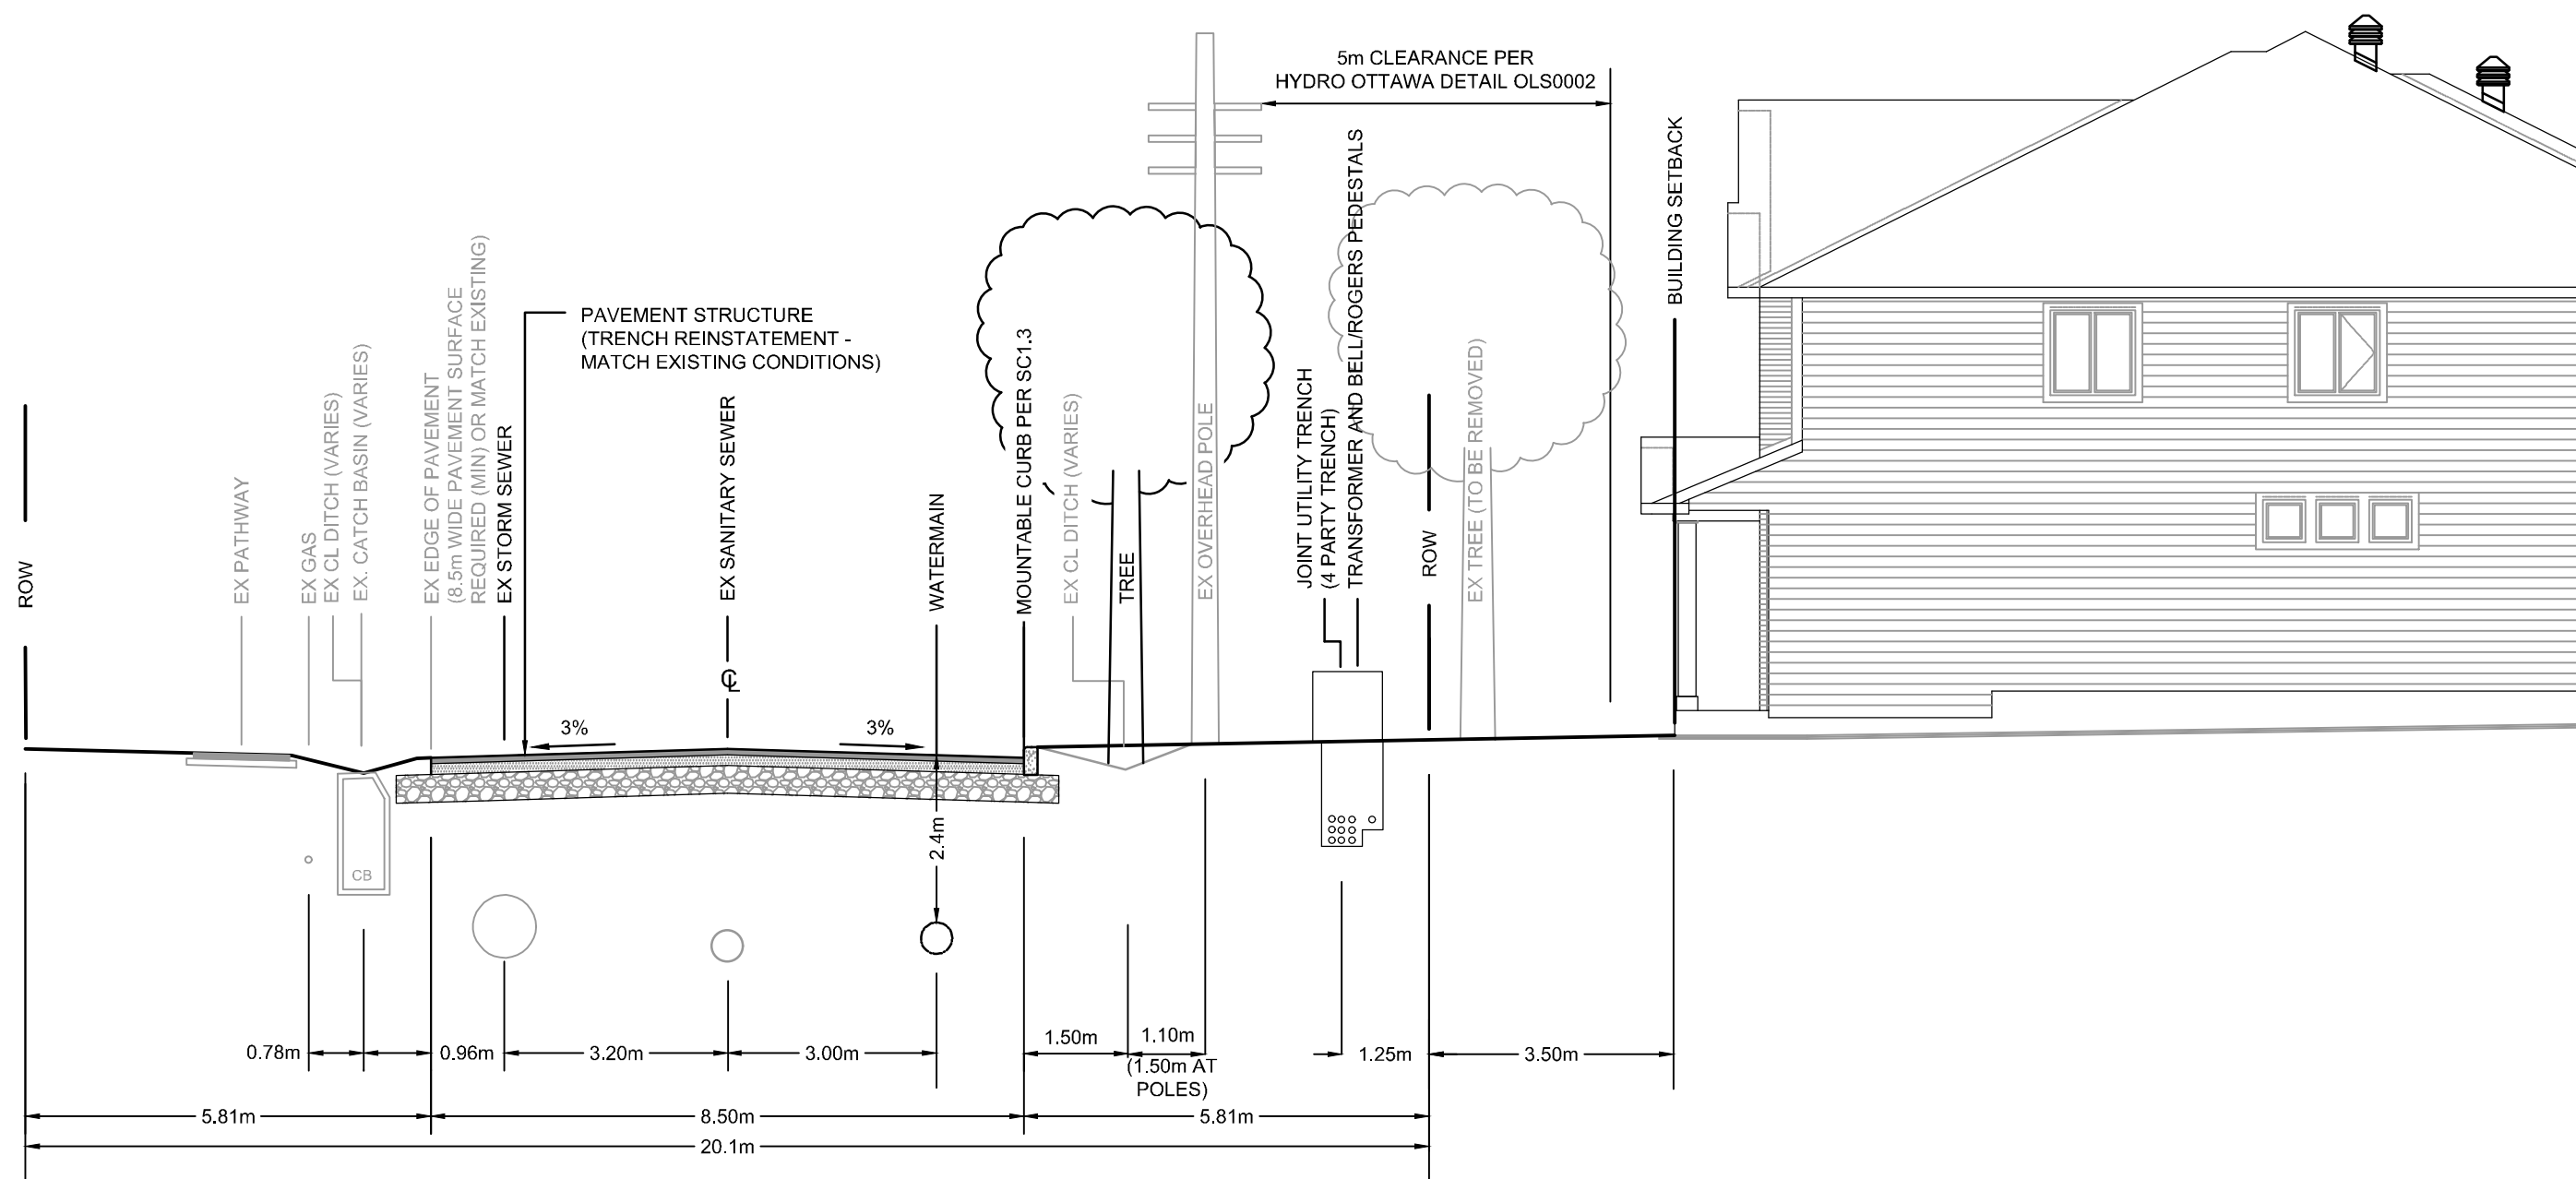 5m CLEARANCE PER
HYDRO OTTAWA DETAIL OLS0002
PAVEMENT STRUCTURE
(TRENCH REINSTATEMENT -
MATCH EXISTING CONDITIONS)
ROW
EX PATHWAY
EX GAS
EX CL DITCH (VARIES)
EX. CATCH BASIN (VARIES)
EX EDGE OF PAVEMENT
(8.5m WIDE PAVEMENT SURFACE
REQUIRED (MIN) OR MATCH EXISTING)
EX STORM SEWER
EX SANITARY SEWER
WATERMAIN
MOUNTABLE CURB PER SC1.3
EX CL DITCH (VARIES)
TREE
EX OVERHEAD POLE
JOINT UTILITY TRENCH
(4 PARTY TRENCH)
TRANSFORMER AND BELL/ROGERS PEDESTALS
ROW
EX TREE (TO BE REMOVED)
BUILDING SETBACK
℄
3%
3%
2.4m
CB
0.78m
0.96m
3.20m
3.00m
1.50m
1.10m
(1.50m AT
POLES)
1.25m
3.50m
5.81m
8.50m
5.81m
20.1m